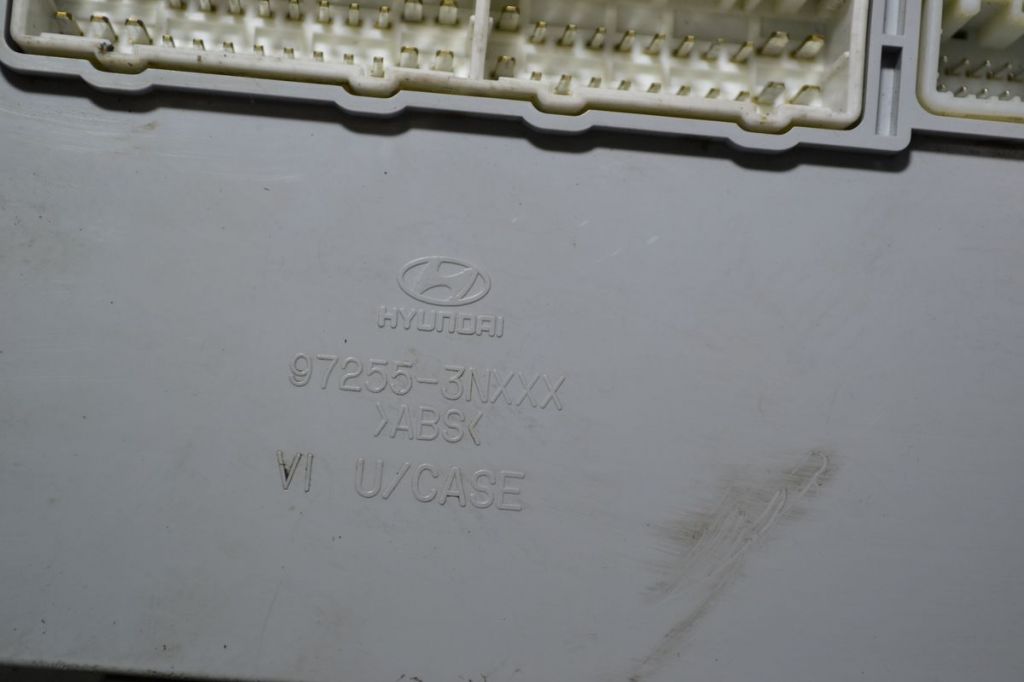 HYUNDAI
97255-3NXXX
>ABS<
VI U/CASE